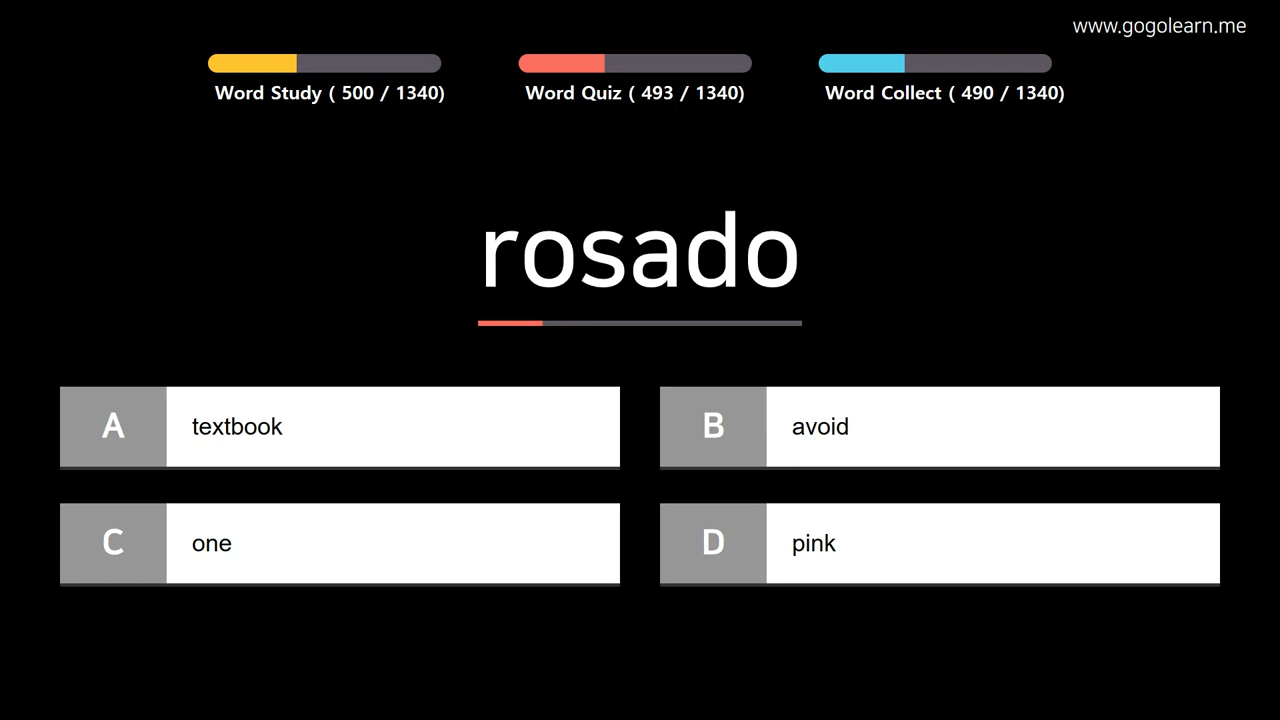 www.gogolearn.me
Word Study ( 500 / 1340)
Word Quiz ( 493 / 1340)
Word Collect ( 490 / 1340)
rosado
A textbook
B avoid
C one
D pink